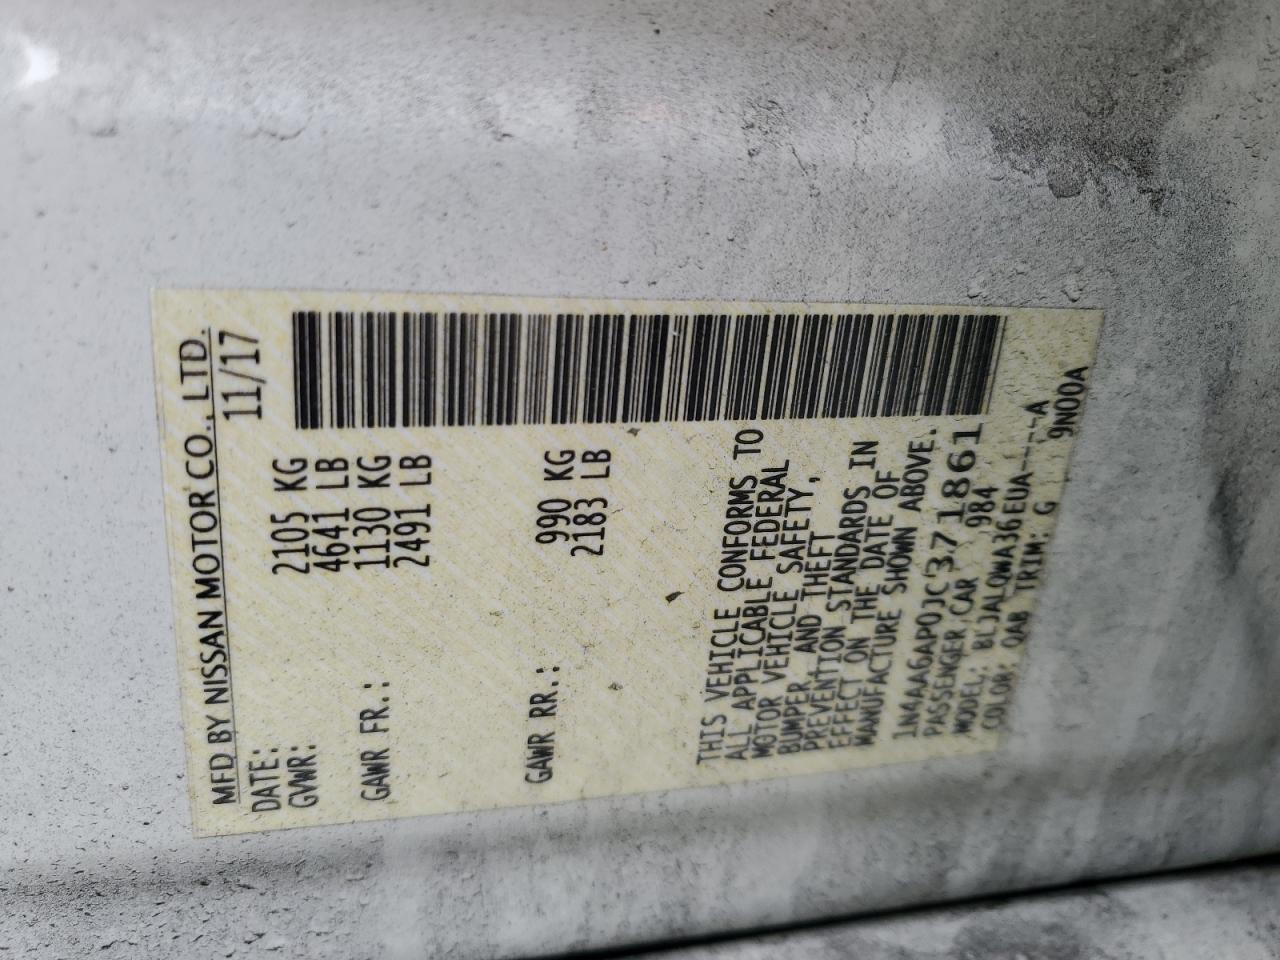 MFD BY NISSAN MOTOR CO., LTD.
DATE: 11/17
GVWR: 2105 KG
4641 LB
GAWR FR.: 1130 KG
2491 LB
GAWR RR.: 990 KG
2183 LB
THIS VEHICLE CONFORMS TO
ALL APPLICABLE FEDERAL
MOTOR VEHICLE SAFETY,
BUMPER, AND THEFT
PREVENTION STANDARDS IN
EFFECT ON THE DATE OF
MANUFACTURE SHOWN ABOVE.
1N4AA6AP0JC371861
PASSENGER CAR 984
MODEL: BLJALQWA36EUA-----A
COLOR: QAB TRIM: G 9N00A